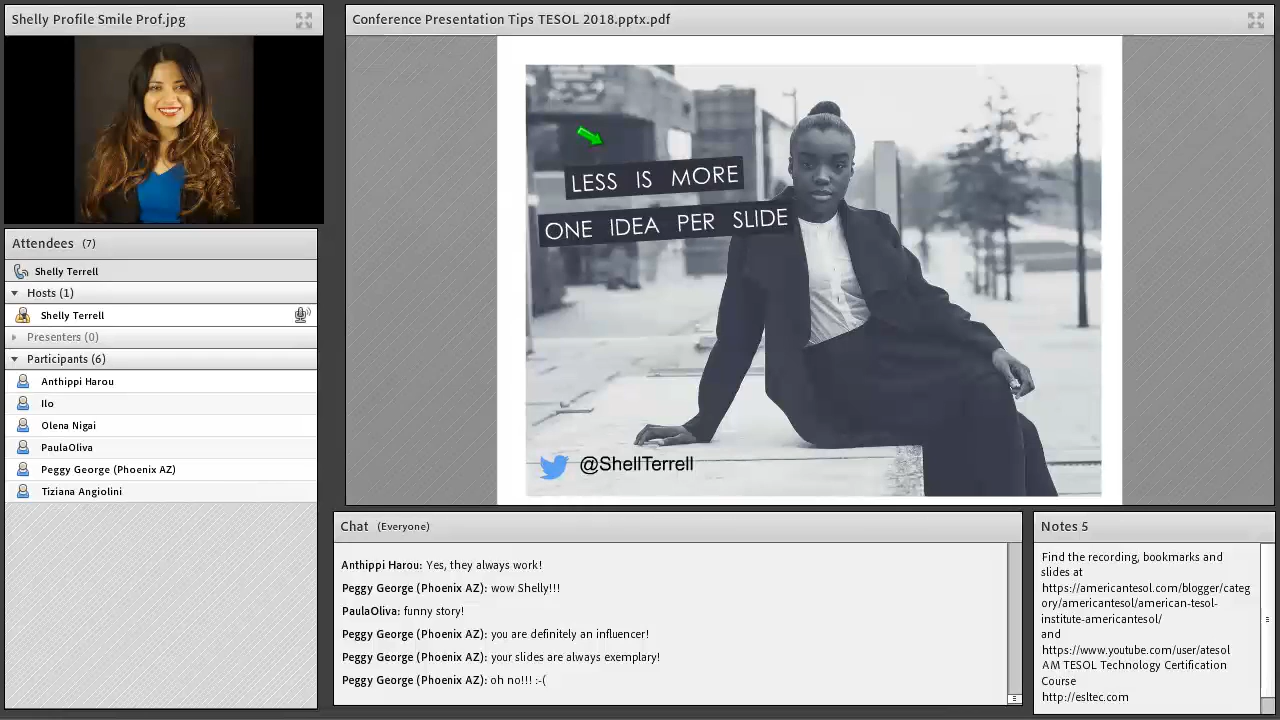 Shelly Profile Smile Prof.jpg
Attendees (7)
Shelly Terrell
Hosts (1)
Shelly Terrell
Presenters (0)
Participants (6)
Anthippi Harou
Ilo
Olena Nigai
PaulaOliva
Peggy George (Phoenix AZ)
Tiziana Angiolini
Conference Presentation Tips TESOL 2018.pptx.pdf
LESS IS MORE
ONE IDEA PER SLIDE
@ShellTerrell
Chat (Everyone)
Anthippi Harou: Yes, they always work!
Peggy George (Phoenix AZ): wow Shelly!!!
PaulaOliva: funny story!
Peggy George (Phoenix AZ): you are definitely an influencer!
Peggy George (Phoenix AZ): your slides are always exemplary!
Peggy George (Phoenix AZ): oh no!!! :-(
Notes 5
Find the recording, bookmarks and
slides at
https://americantesol.com/blogger/categ
ory/americantesol/american-tesol-
institute-americantesol/
and
https://www.youtube.com/user/atesol
AM TESOL Technology Certification
Course
http://esltec.com